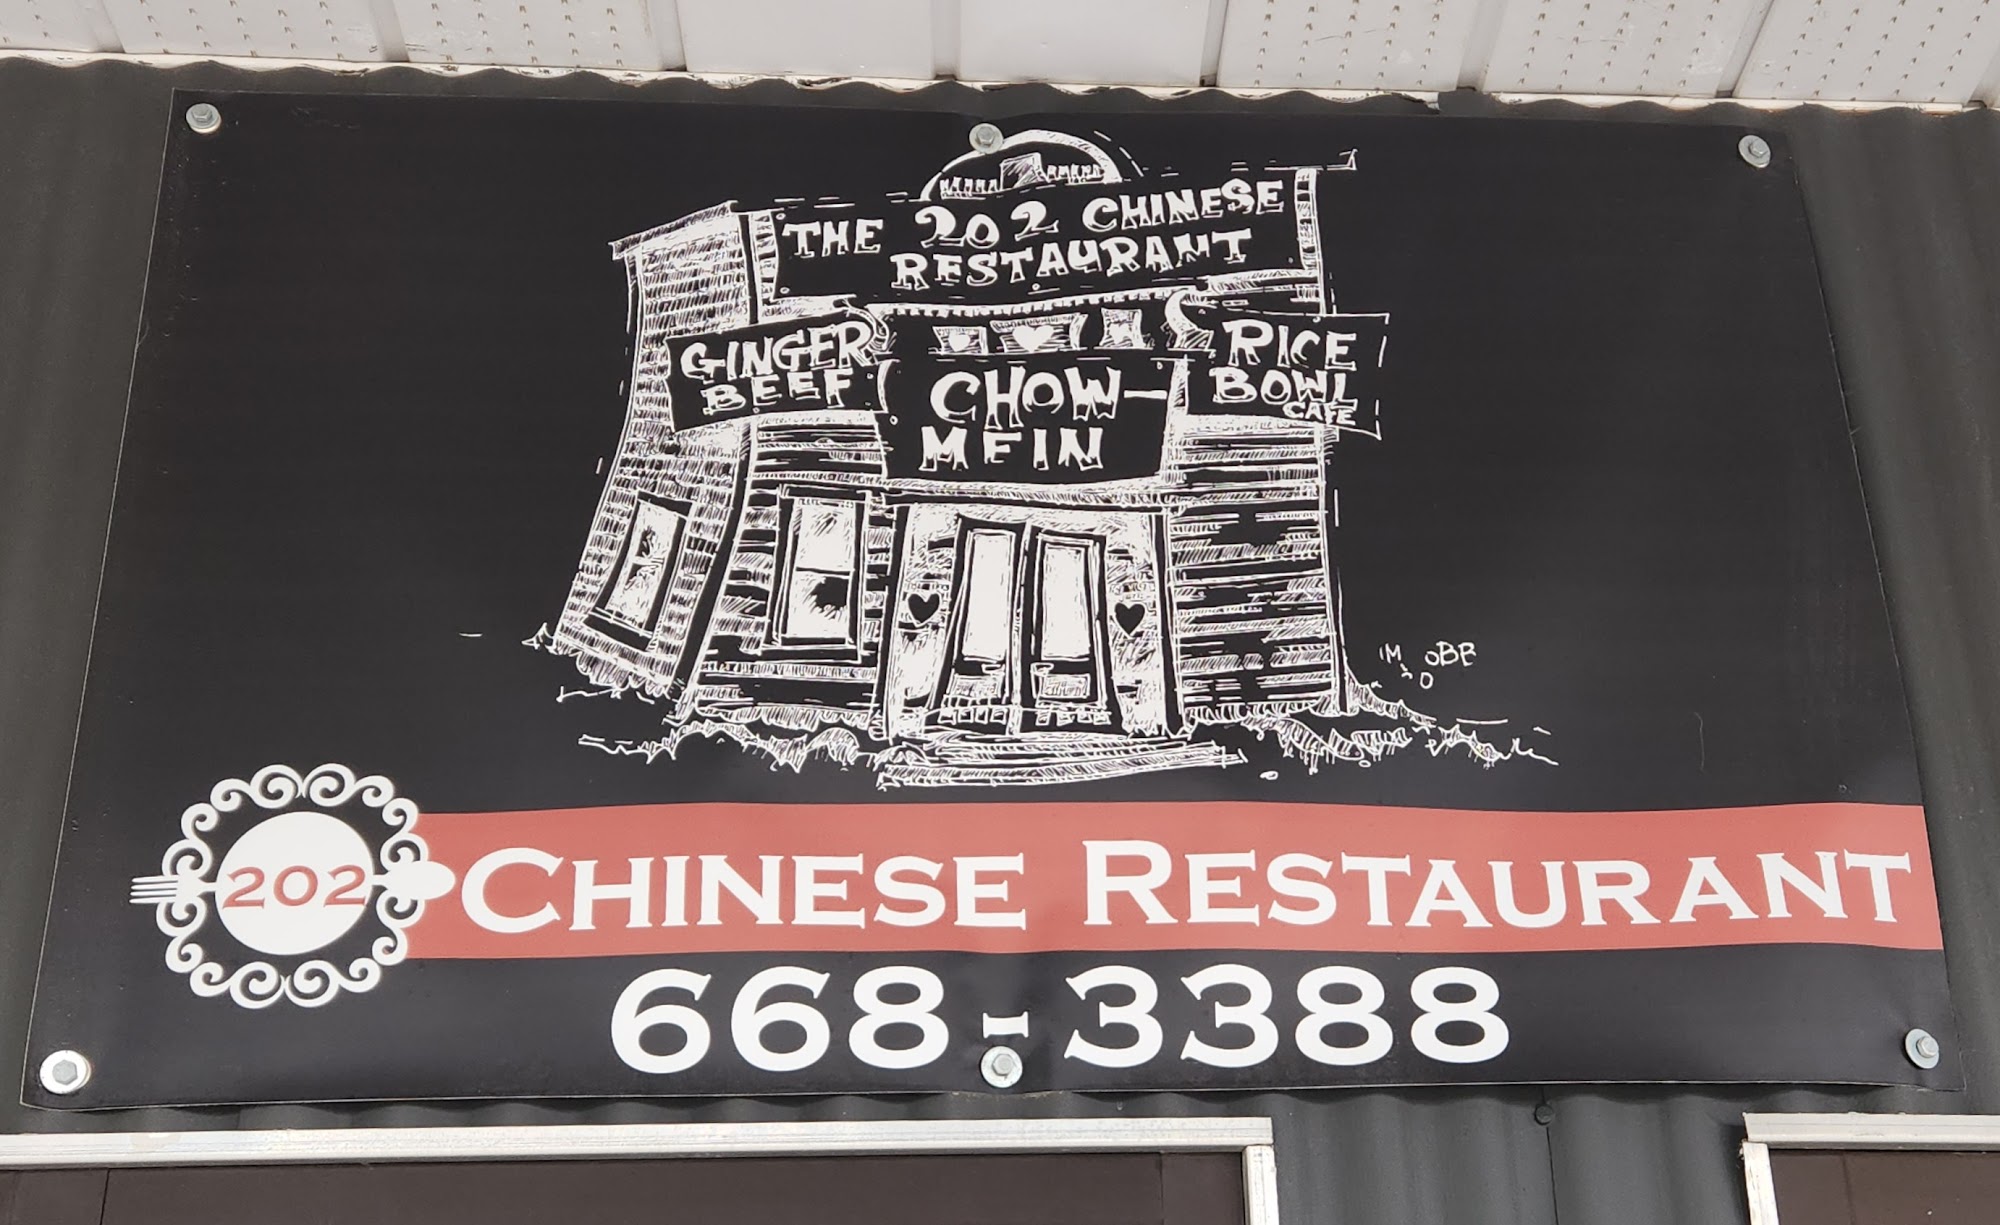 THE 202 CHINESE
RESTAURANT
GINGER
BEEF
CHOW-
MEIN
RICE
BOWL
CAFE
202
CHINESE RESTAURANT
668-3388